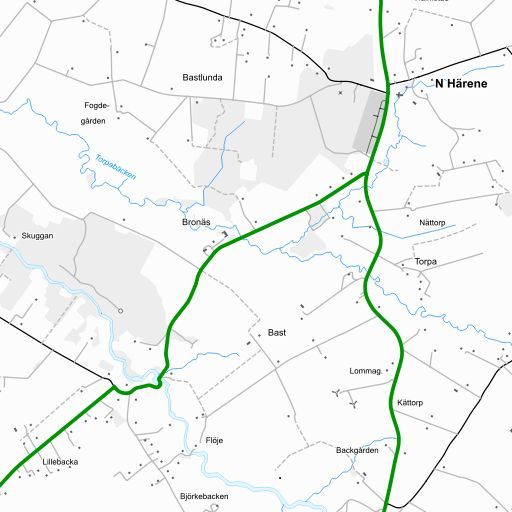 Bastlunda
N Härene
Fogde-
gården
Torpabäcken
Bronäs
Nättorp
Skuggan
Torpa
Bast
Lommag.
Kättorp
Flöje
Backgården
Lillebacka
Björkebacken